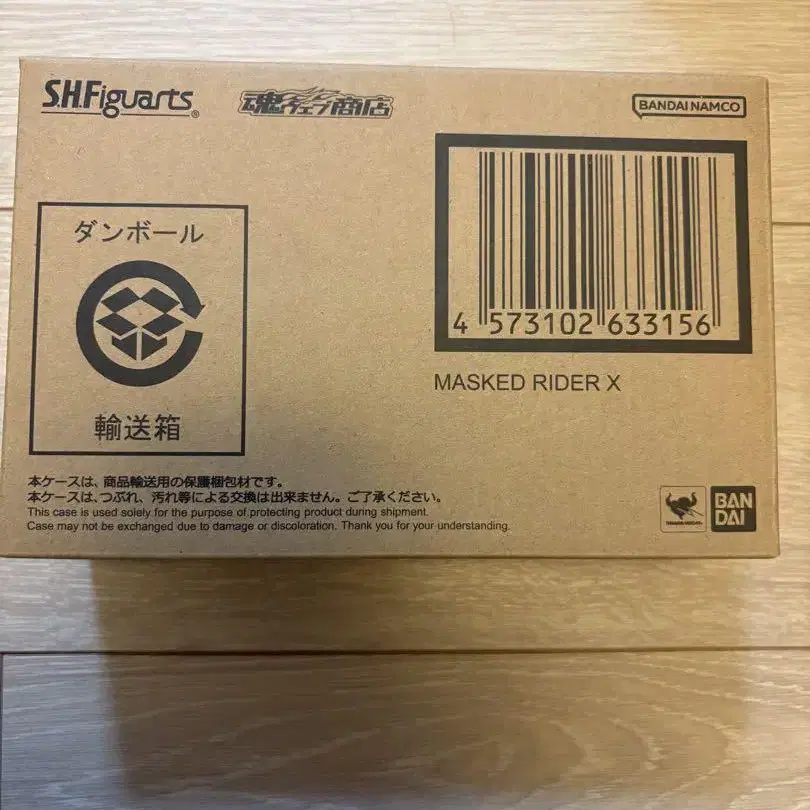 S.H.Figuarts®
魂ウェブ商店
BANDAI NAMCO
ダンボール
輸送箱
4 573102 633156
MASKED RIDER X
本ケースは、商品輸送用の保護梱包材です。
本ケースは、つぶれ、汚れ等による交換は出来ません。ご了承ください。
This case is used solely for the purpose of protecting product during shipment.
Case may not be exchanged due to damage or discoloration. Thank you for your understanding.
BAN
DAI